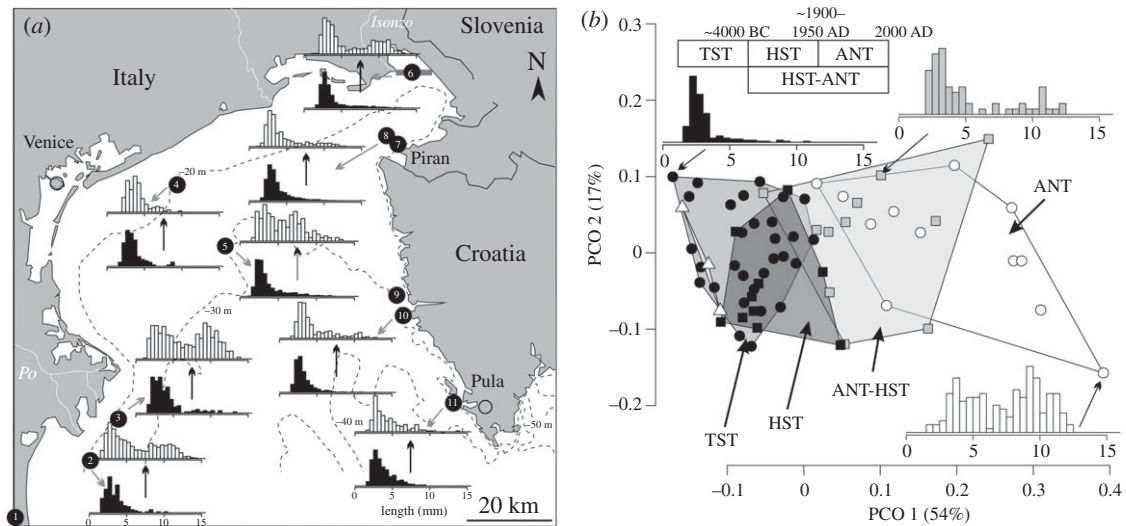 (a)
Isonzo
Slovenia
Italy
N
6
Venice
8
7
Piran
–20 m
4
Croatia
5
9
–30 m
10
Po
Pula
11
3
–40 m
–50 m
2
0 5 10 15
0 5 10 15
length (mm)
20 km
1
(b)
~1900–
~4000 BC 1950 AD 2000 AD
TST HST ANT
HST-ANT
0.3
0.2
0.1
0
–0.1
–0.2
PCO 2 (17%)
0 5 10 15
0 5 10 15
ANT
ANT-HST
HST
TST
0 5 10 15
–0.1 0 0.1 0.2 0.3 0.4
PCO 1 (54%)